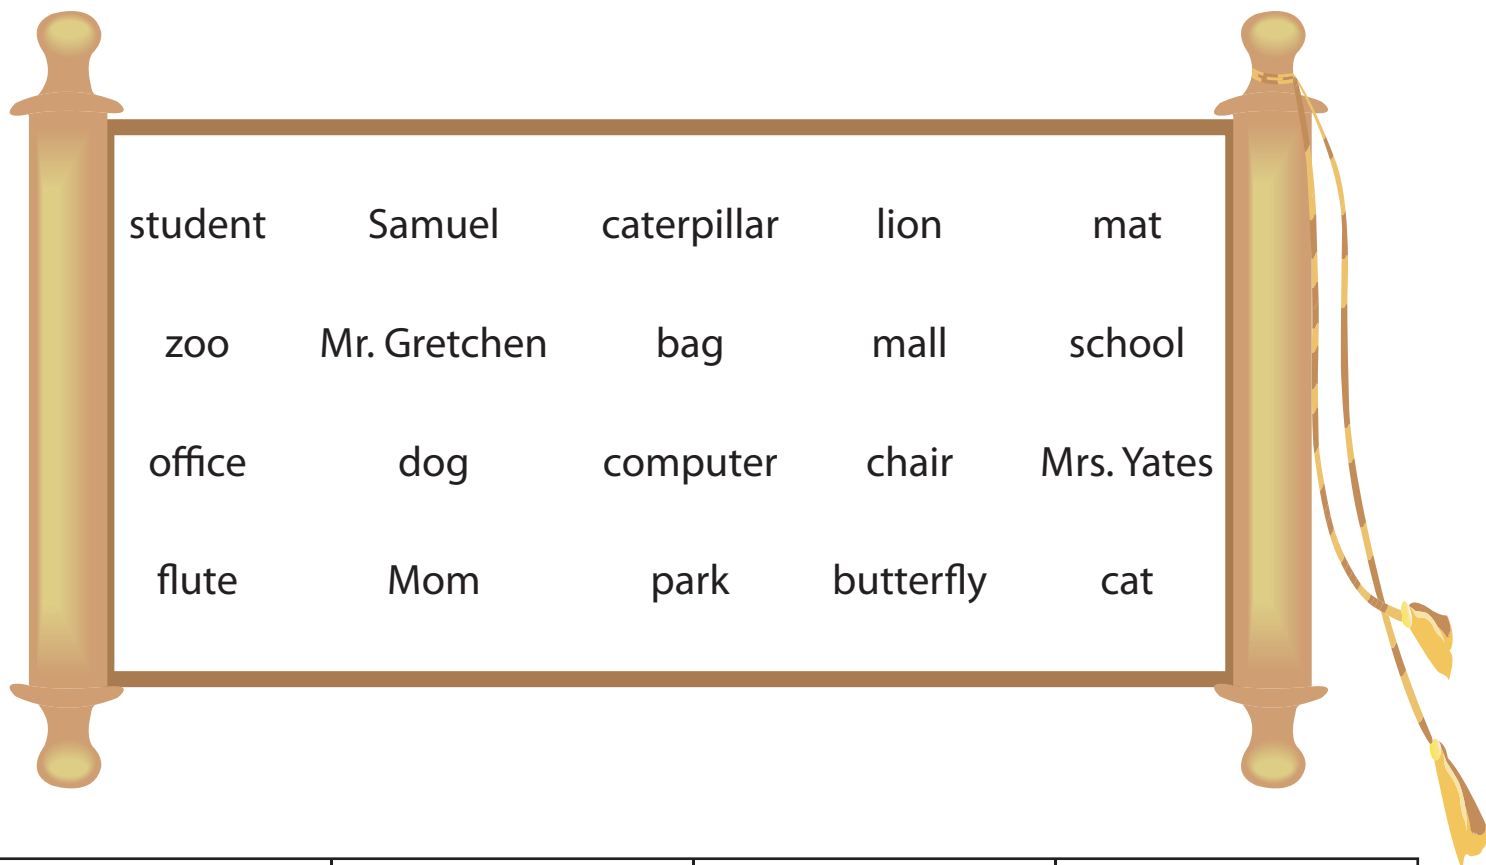 student Samuel caterpillar lion mat
zoo Mr. Gretchen bag mall school
office dog computer chair Mrs. Yates
flute Mom park butterfly cat